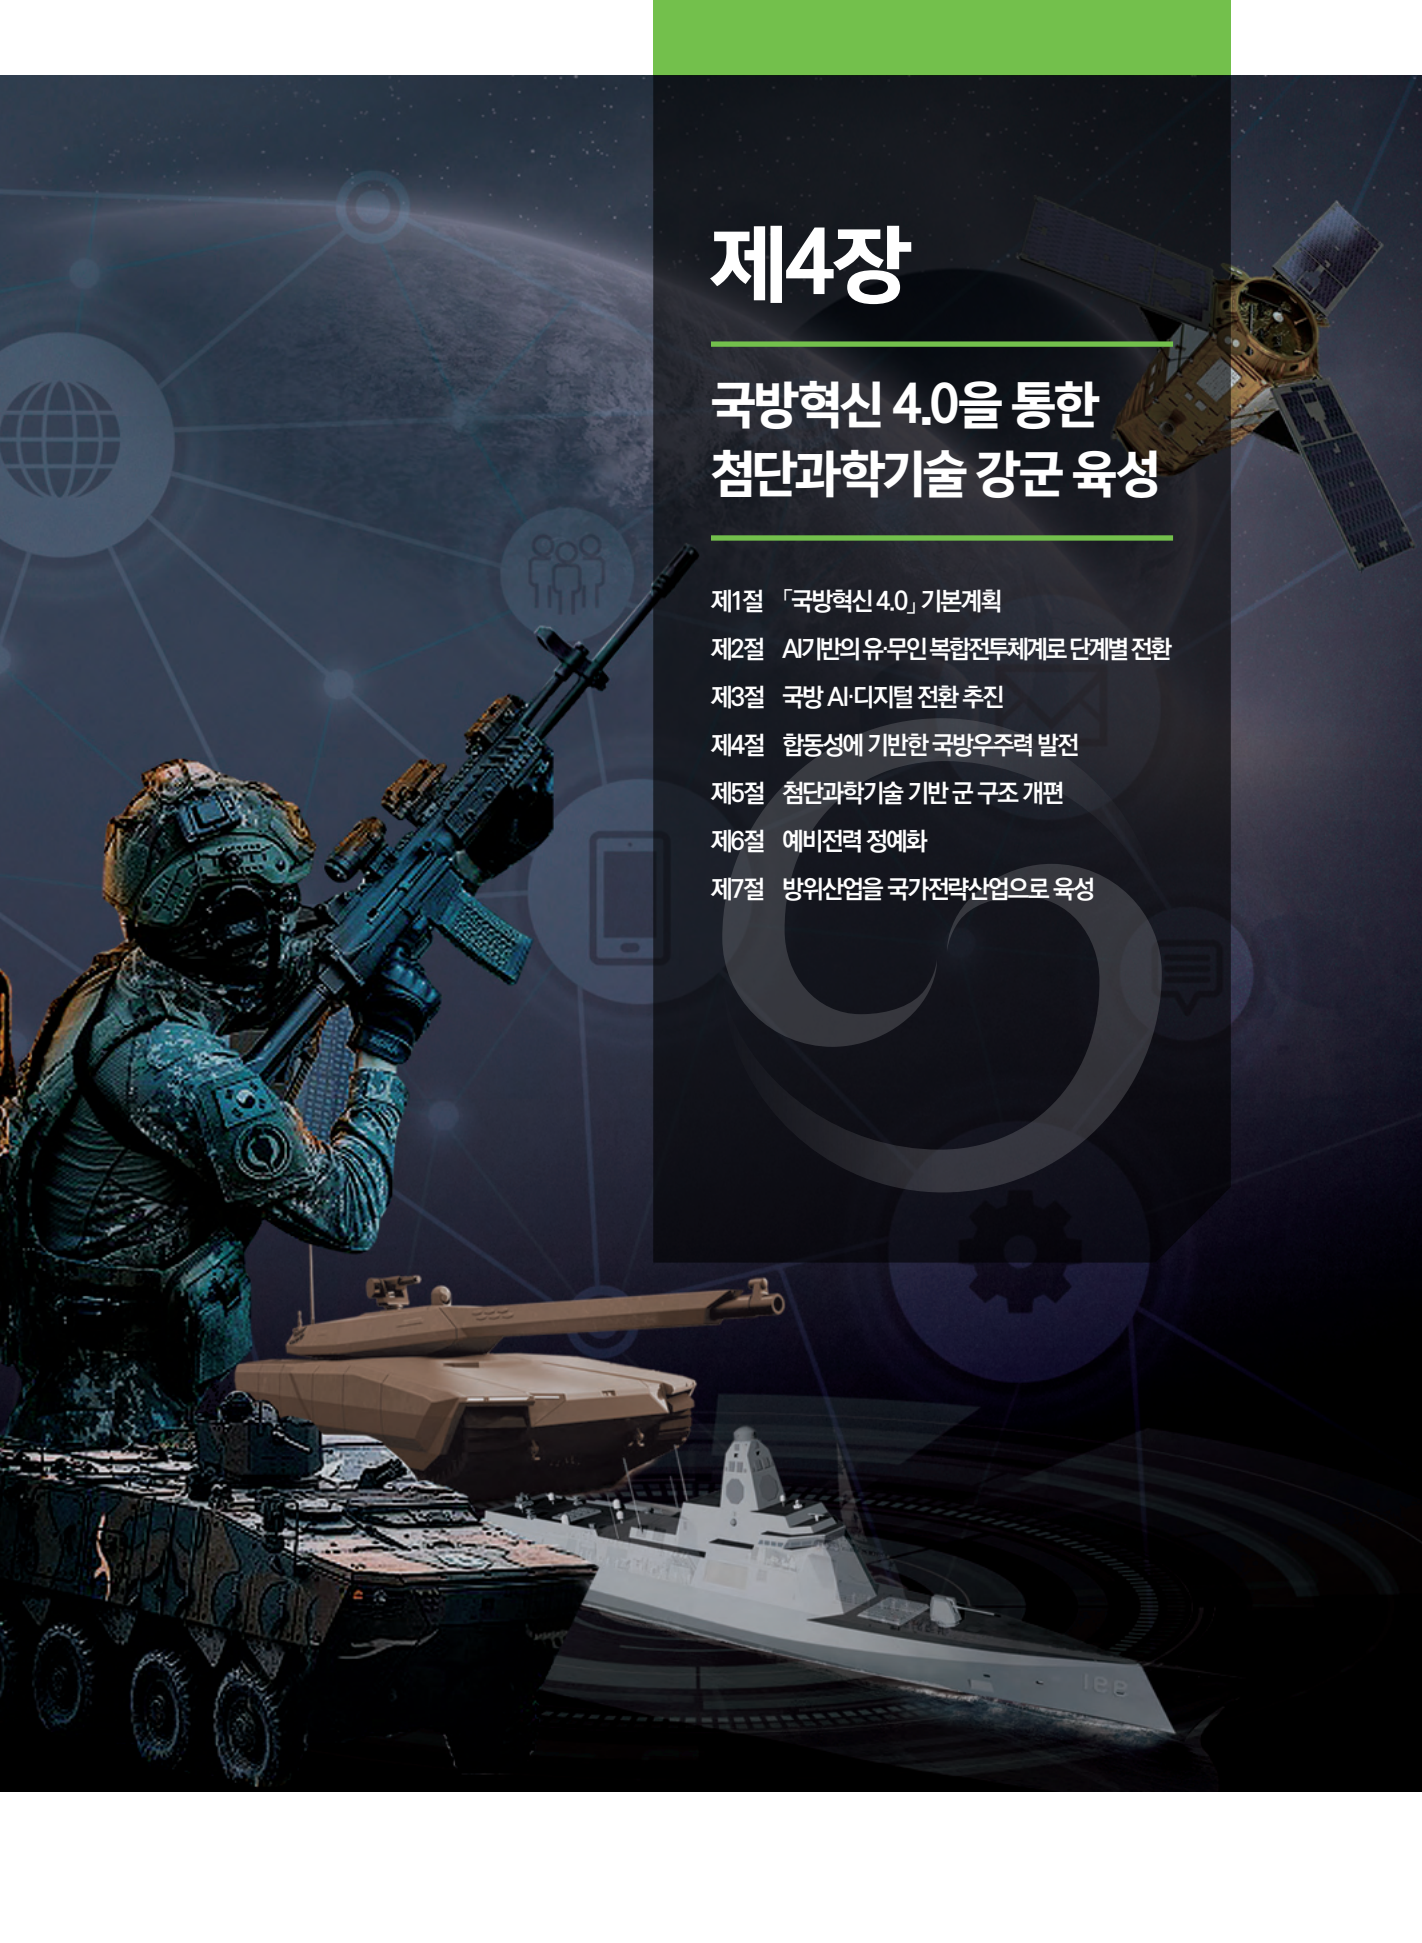 제4장
국방혁신 4.0을 통한
첨단과학기술 강군 육성
제1절 「국방혁신 4.0」 기본계획
제2절 AI기반의 유·무인 복합전투체계로 단계별 전환
제3절 국방 AI·디지털 전환 추진
제4절 합동성에 기반한 국방우주력 발전
제5절 첨단과학기술 기반 군 구조 개편
제6절 예비전력 정예화
제7절 방위산업을 국가전략산업으로 육성